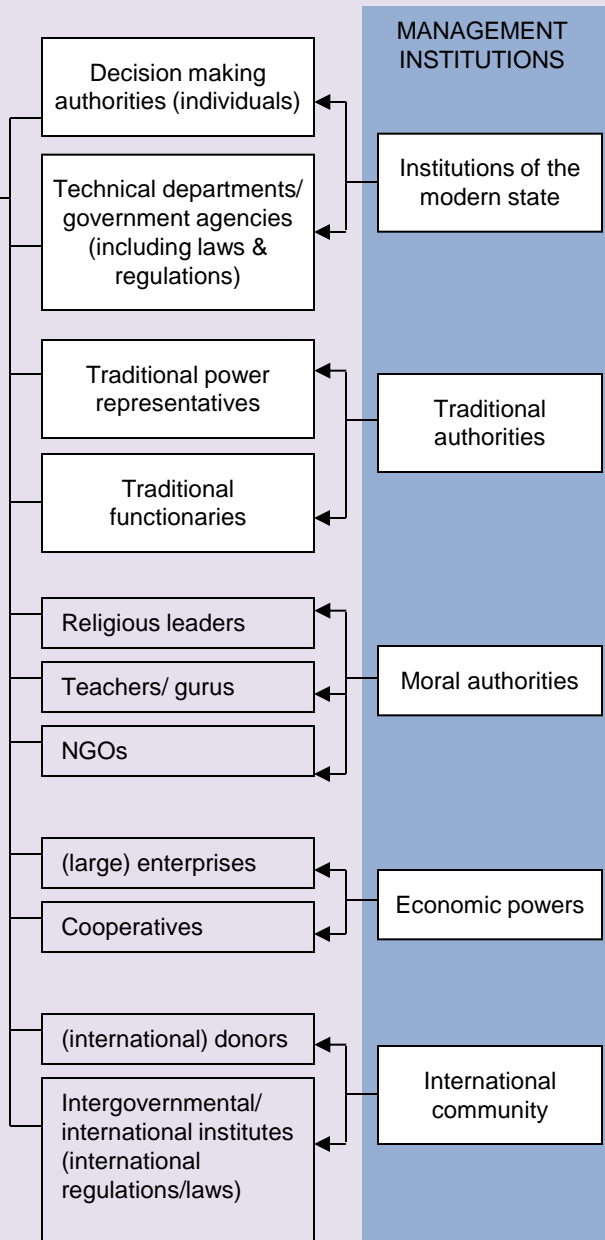 MANAGEMENT
INSTITUTIONS
Decision making
authorities (individuals)
Technical departments/
government agencies
(including laws &
regulations)
Institutions of the
modern state
Traditional power
representatives
Traditional
functionaries
Traditional
authorities
Religious leaders
Teachers/ gurus
NGOs
Moral authorities
(large) enterprises
Cooperatives
Economic powers
(international) donors
Intergovernmental/
international institutes
(international
regulations/laws)
International
community